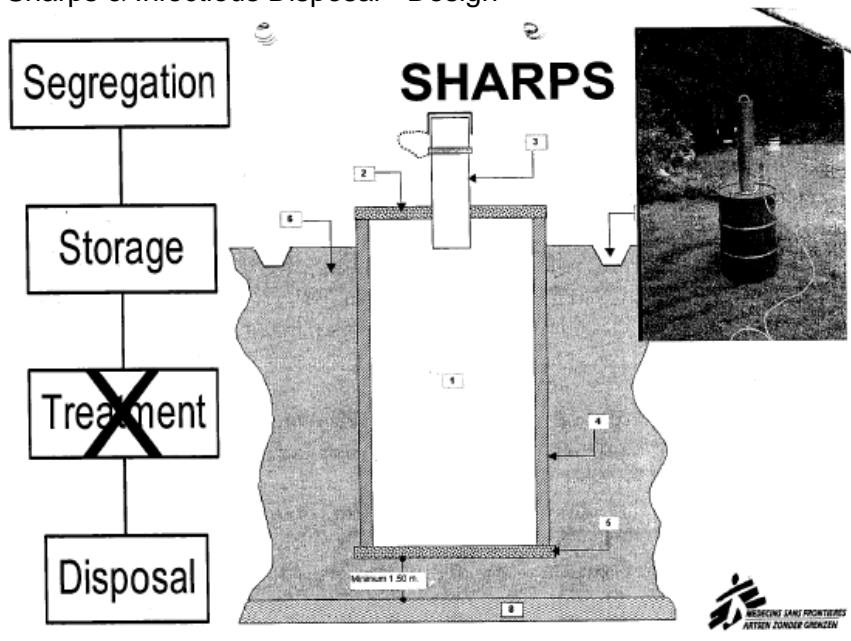 Sharps & Infectious Disposal - Design
Segregation
Storage
Treatment
Disposal
SHARPS
3
2
6
1
4
5
Minimum 1.50 m.
8
MEDECINS SANS FRONTIERES
ARTSEN ZONDER GRENZEN